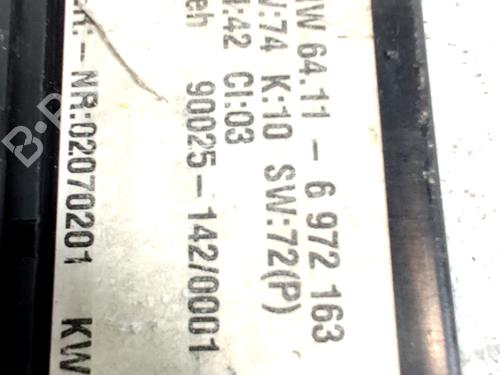 W 64.11 – 6 972 163
:74 K:10 SW:72(P)
:42 CI:03
eh 90025–142/0001
–NR:02070201 KW
B-P